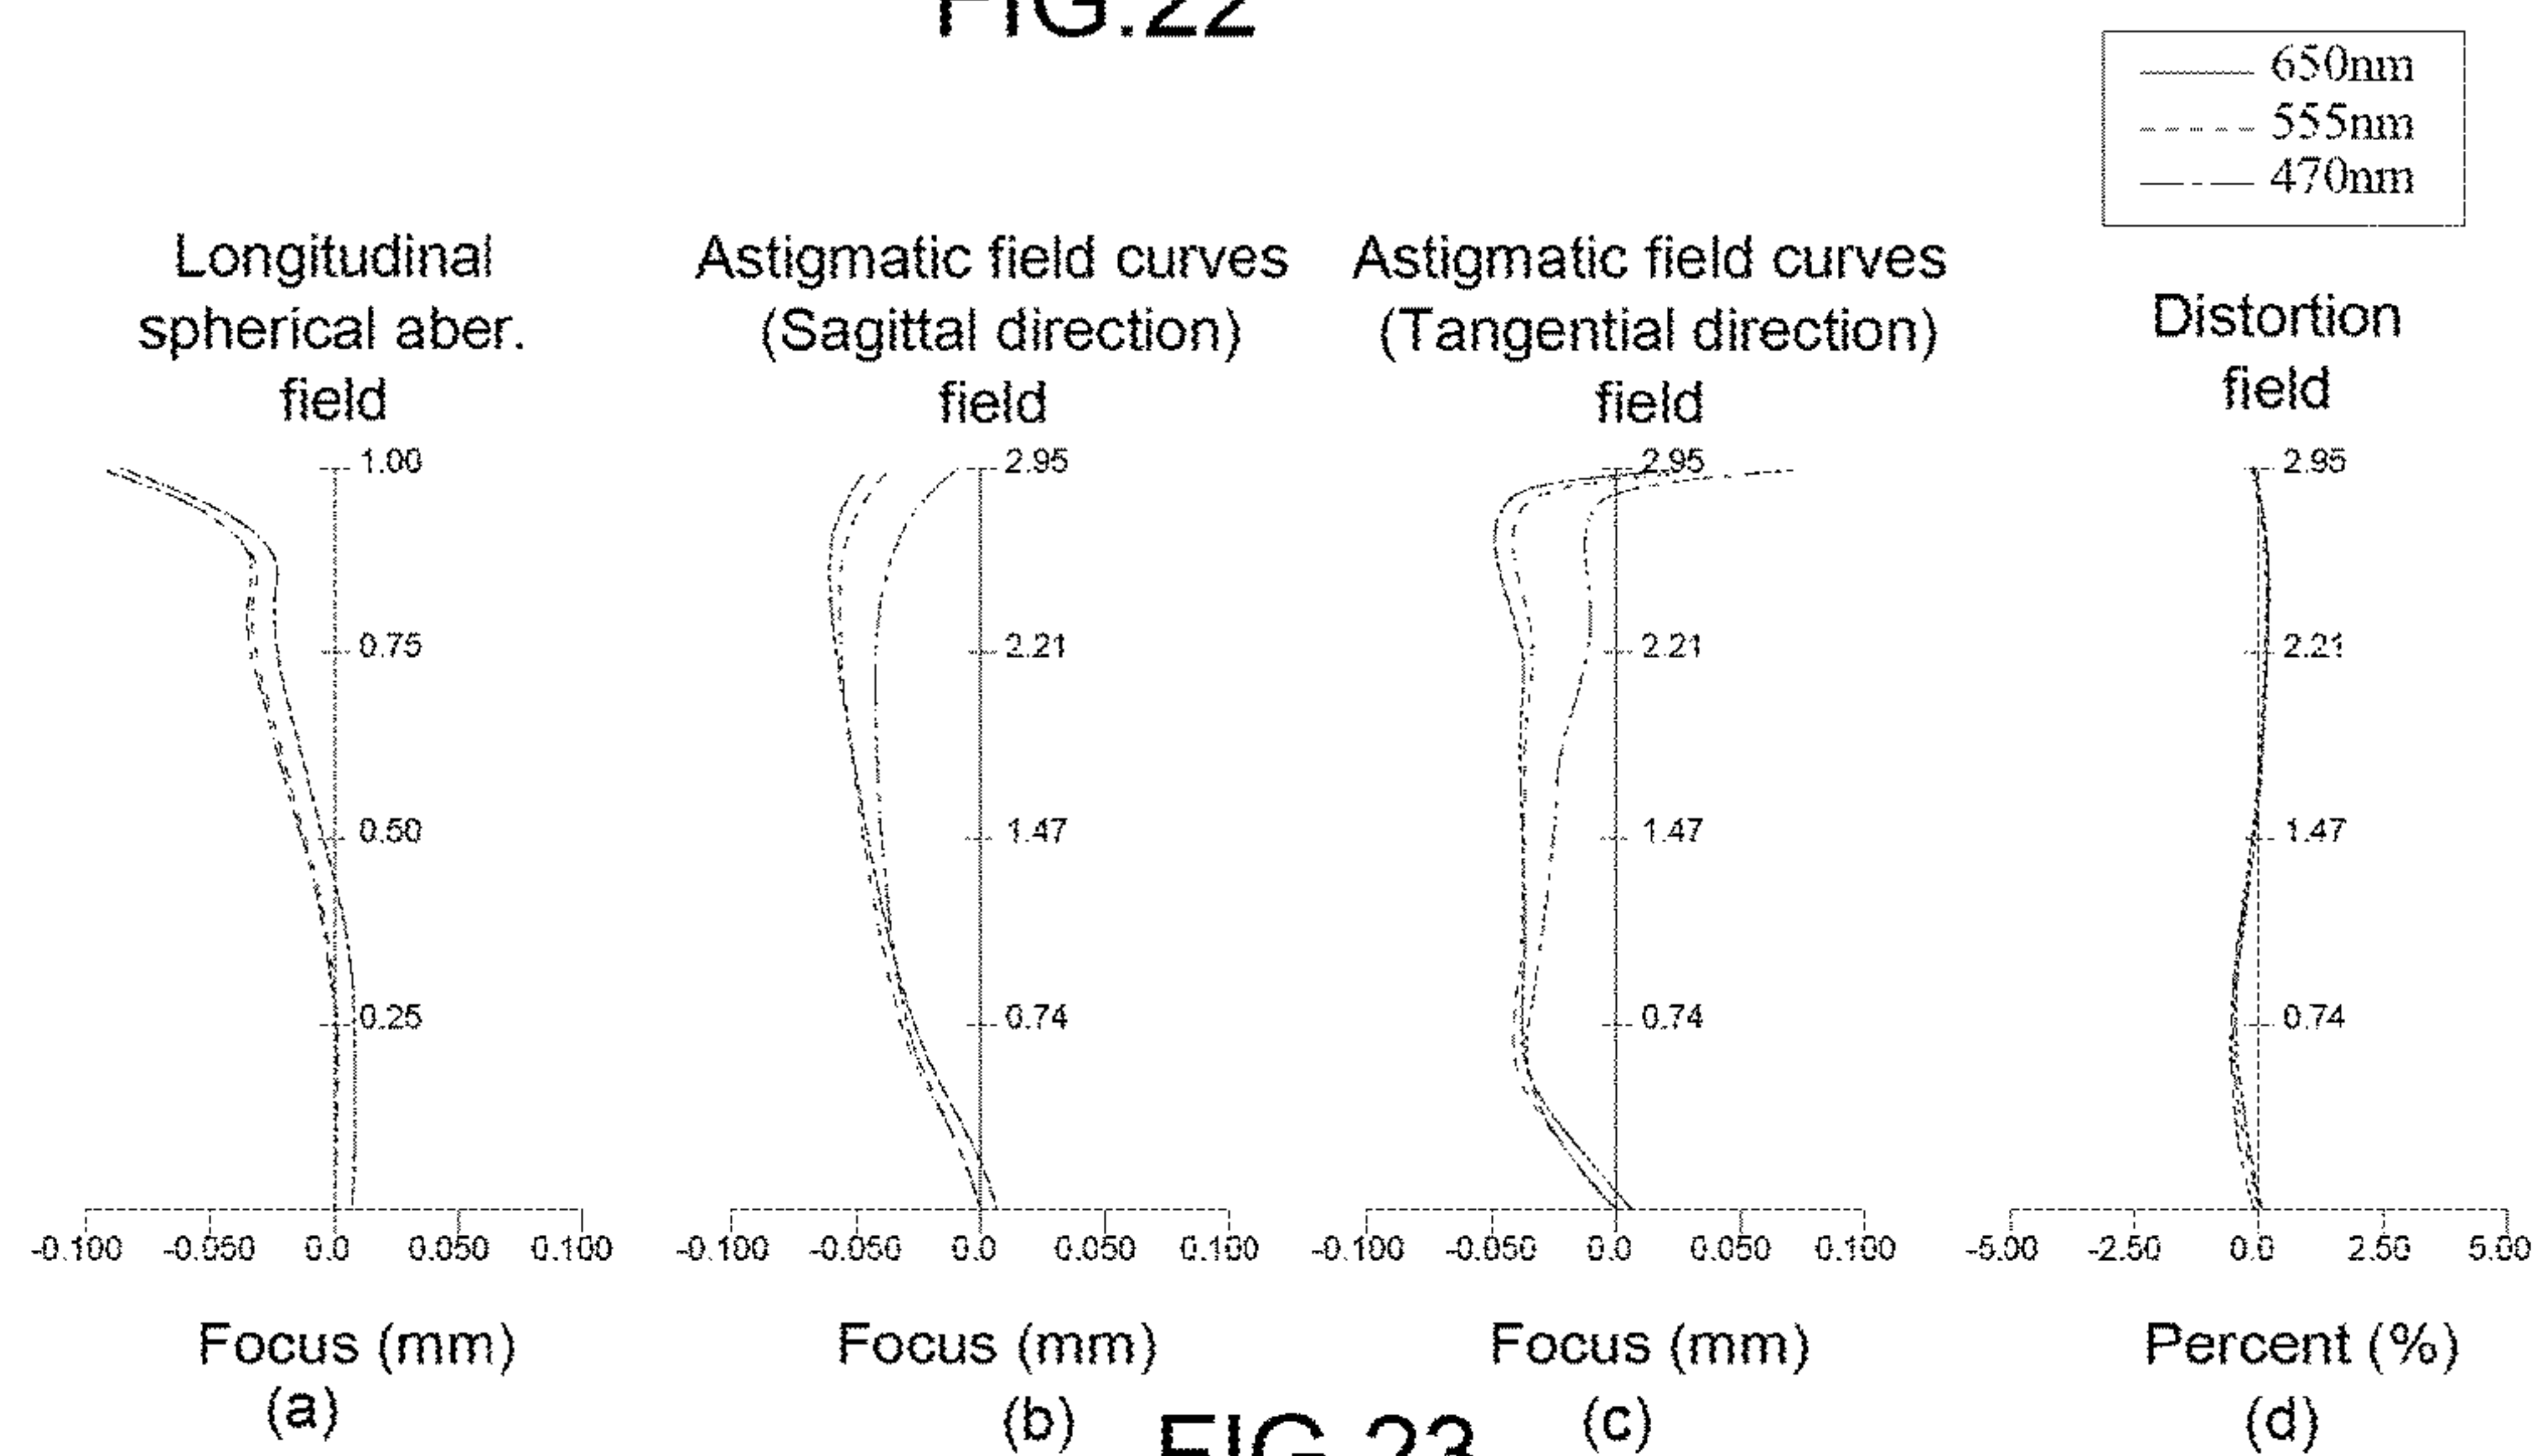 FIG.22
650nm
555nm
470nm
Longitudinal
spherical aber.
field
Astigmatic field curves
(Sagittal direction)
field
Astigmatic field curves
(Tangential direction)
field
Distortion
field
1.00
0.75
0.50
0.25
-0.100 -0.050 0.0 0.050 0.100
Focus (mm)
(a)
2.95
2.21
1.47
0.74
-0.100 -0.050 0.0 0.050 0.100
Focus (mm)
(b)
2.95
2.21
1.47
0.74
-0.100 -0.050 0.0 0.050 0.100
Focus (mm)
(c)
2.95
2.21
1.47
0.74
-5.00 -2.50 0.0 2.50 5.00
Percent (%)
(d)
FIG.23